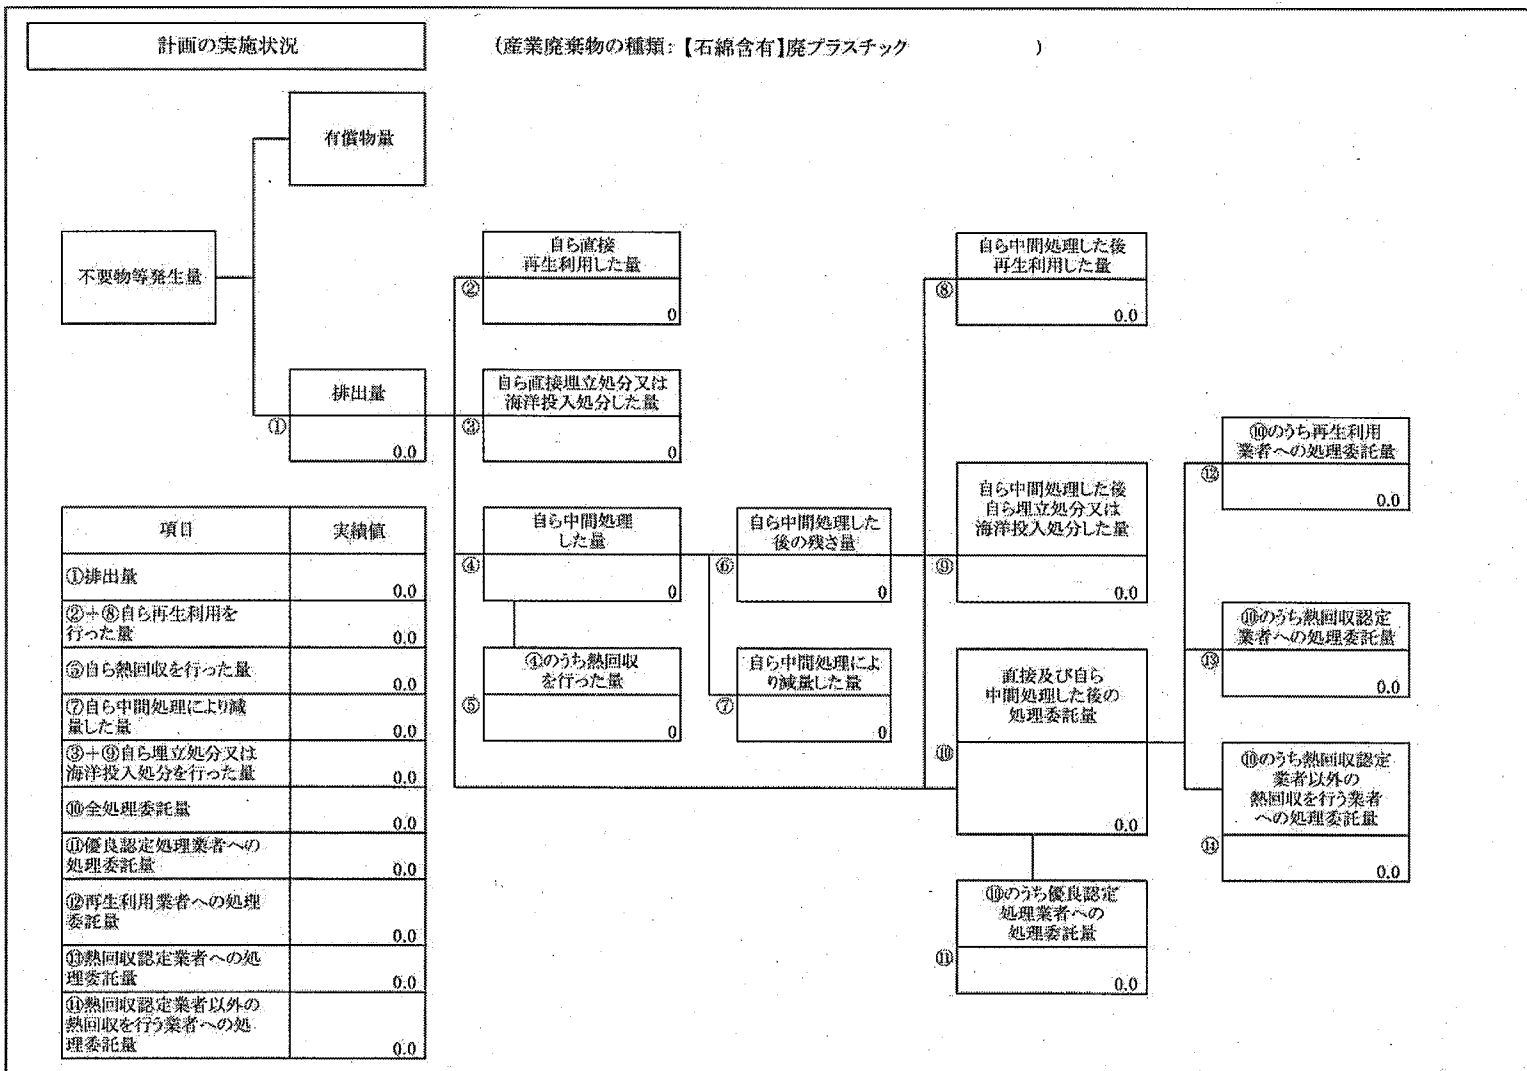 計画の実施状況
(産業廃棄物の種類:【石綿含有】廃プラスチック )
有償物量
不要物等発生量
排出量
①
0.0
自ら直接
再生利用した量
②
0
自ら直接埋立処分又は
海洋投入処分した量
③
0
自ら中間処理
した量
④
0
④のうち熱回収
を行った量
⑤
0
自ら中間処理した
後の残さ量
⑥
0
自ら中間処理によ
り減量した量
⑦
0
自ら中間処理した後
再生利用した量
⑧
0.0
自ら中間処理した後
自ら埋立処分又は
海洋投入処分した量
⑨
0.0
直接及び自ら
中間処理した後の
処理委託量
⑩
0.0
⑩のうち優良認定
処理業者への
処理委託量
⑪
0.0
⑩のうち再生利用
業者への処理委託量
⑫
0.0
⑩のうち熱回収認定
業者への処理委託量
⑬
0.0
⑩のうち熱回収認定
業者以外の
熱回収を行う業者
への処理委託量
⑭
0.0
項目 実績値
①排出量
0.0
②+⑧自ら再生利用を
行った量 0.0
⑤自ら熱回収を行った量
0.0
⑦自ら中間処理により減
量した量 0.0
③+⑨自ら埋立処分又は
海洋投入処分を行った量 0.0
⑩全処理委託量
0.0
⑪優良認定処理業者への
処理委託量 0.0
⑫再生利用業者への処理
委託量
0.0
⑬熱回収認定業者への処
理委託量 0.0
⑭熱回収認定業者以外の
熱回収を行う業者への処
理委託量 0.0